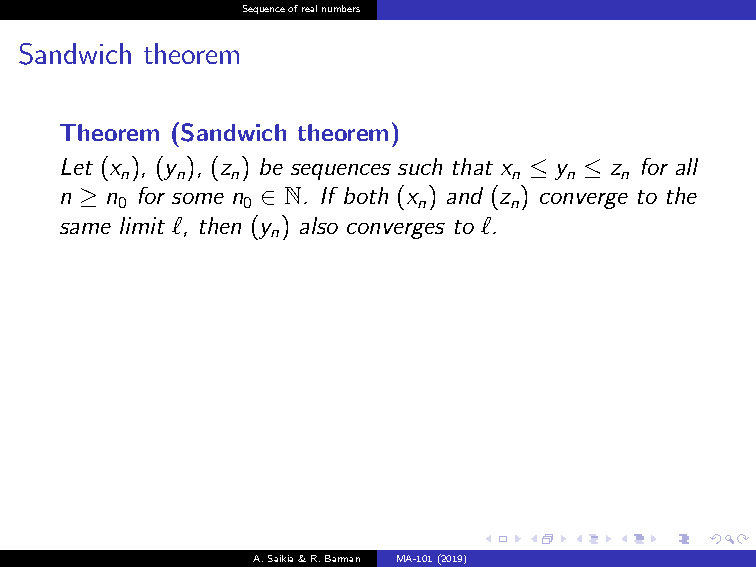 Sequence of real numbers
Sandwich theorem
Theorem (Sandwich theorem)
Let (xₙ), (yₙ), (zₙ) be sequences such that xₙ ≤ yₙ ≤ zₙ for all
n ≥ n₀ for some n₀ ∈ ℕ. If both (xₙ) and (zₙ) converge to the
same limit ℓ, then (yₙ) also converges to ℓ.
A. Saikia & R. Barman MA-101 (2019)